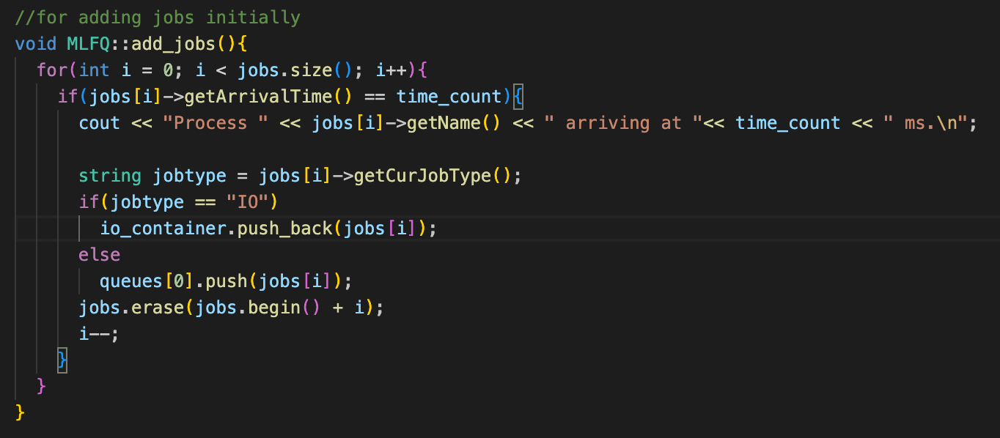 //for adding jobs initially
void MLFQ::add_jobs(){
  for(int i = 0; i < jobs.size(); i++){
    if(jobs[i]->getArrivalTime() == time_count){
      cout << "Process " << jobs[i]->getName() << " arriving at "<< time_count << " ms.\n";

      string jobtype = jobs[i]->getCurJobType();
      if(jobtype == "IO")
        io_container.push_back(jobs[i]);
      else
        queues[0].push(jobs[i]);
      jobs.erase(jobs.begin() + i);
      i--;
    }
  }
}